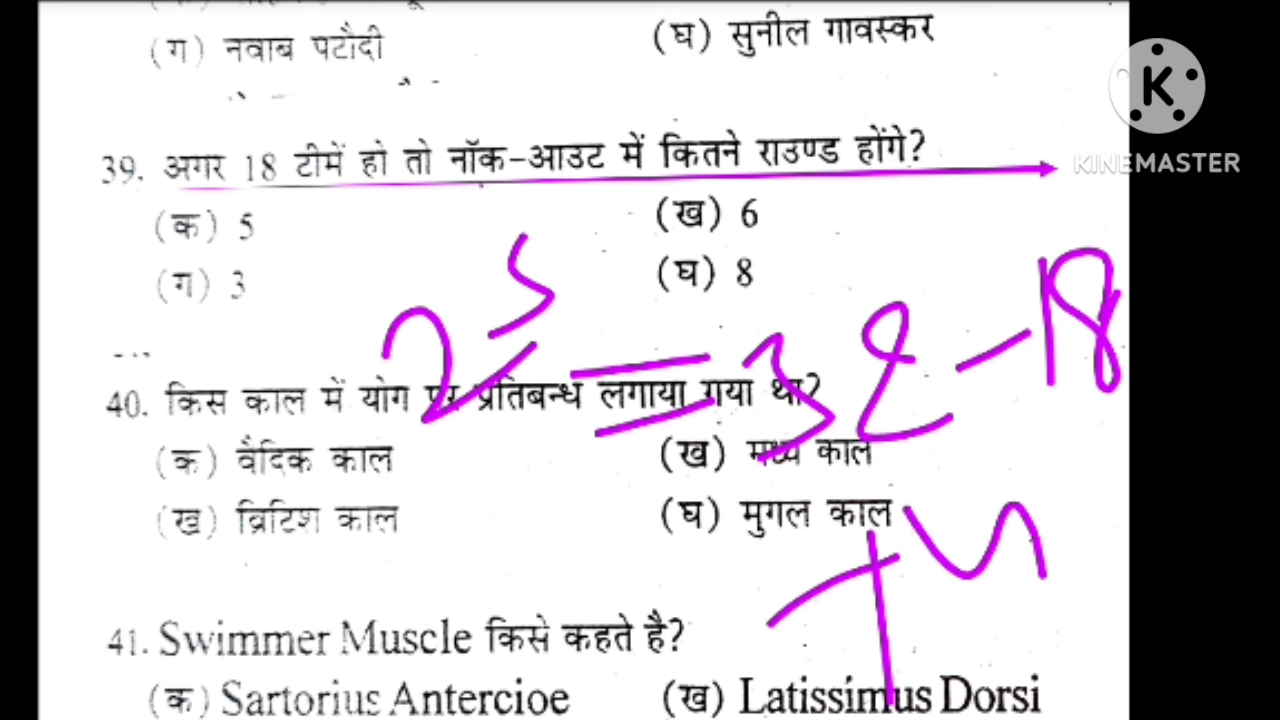 (ग) नवाब पटौदी (घ) सुनील गावस्कर
39. अगर 18 टीमें हो तो नॉक-आउट में कितने राउण्ड होंगे?
(क) 5 (ख) 6
(ग) 3 (घ) 8
2⁵ = 32 - 18
40. किस काल में योग पर प्रतिबन्ध लगाया गया था?
(क) वैदिक काल (ख) मध्य काल
(ख) ब्रिटिश काल (घ) मुगल काल
41. Swimmer Muscle किसे कहते है?
(क) Sartorius Antercioe (ख) Latissimus Dorsi
K
KINEMASTER